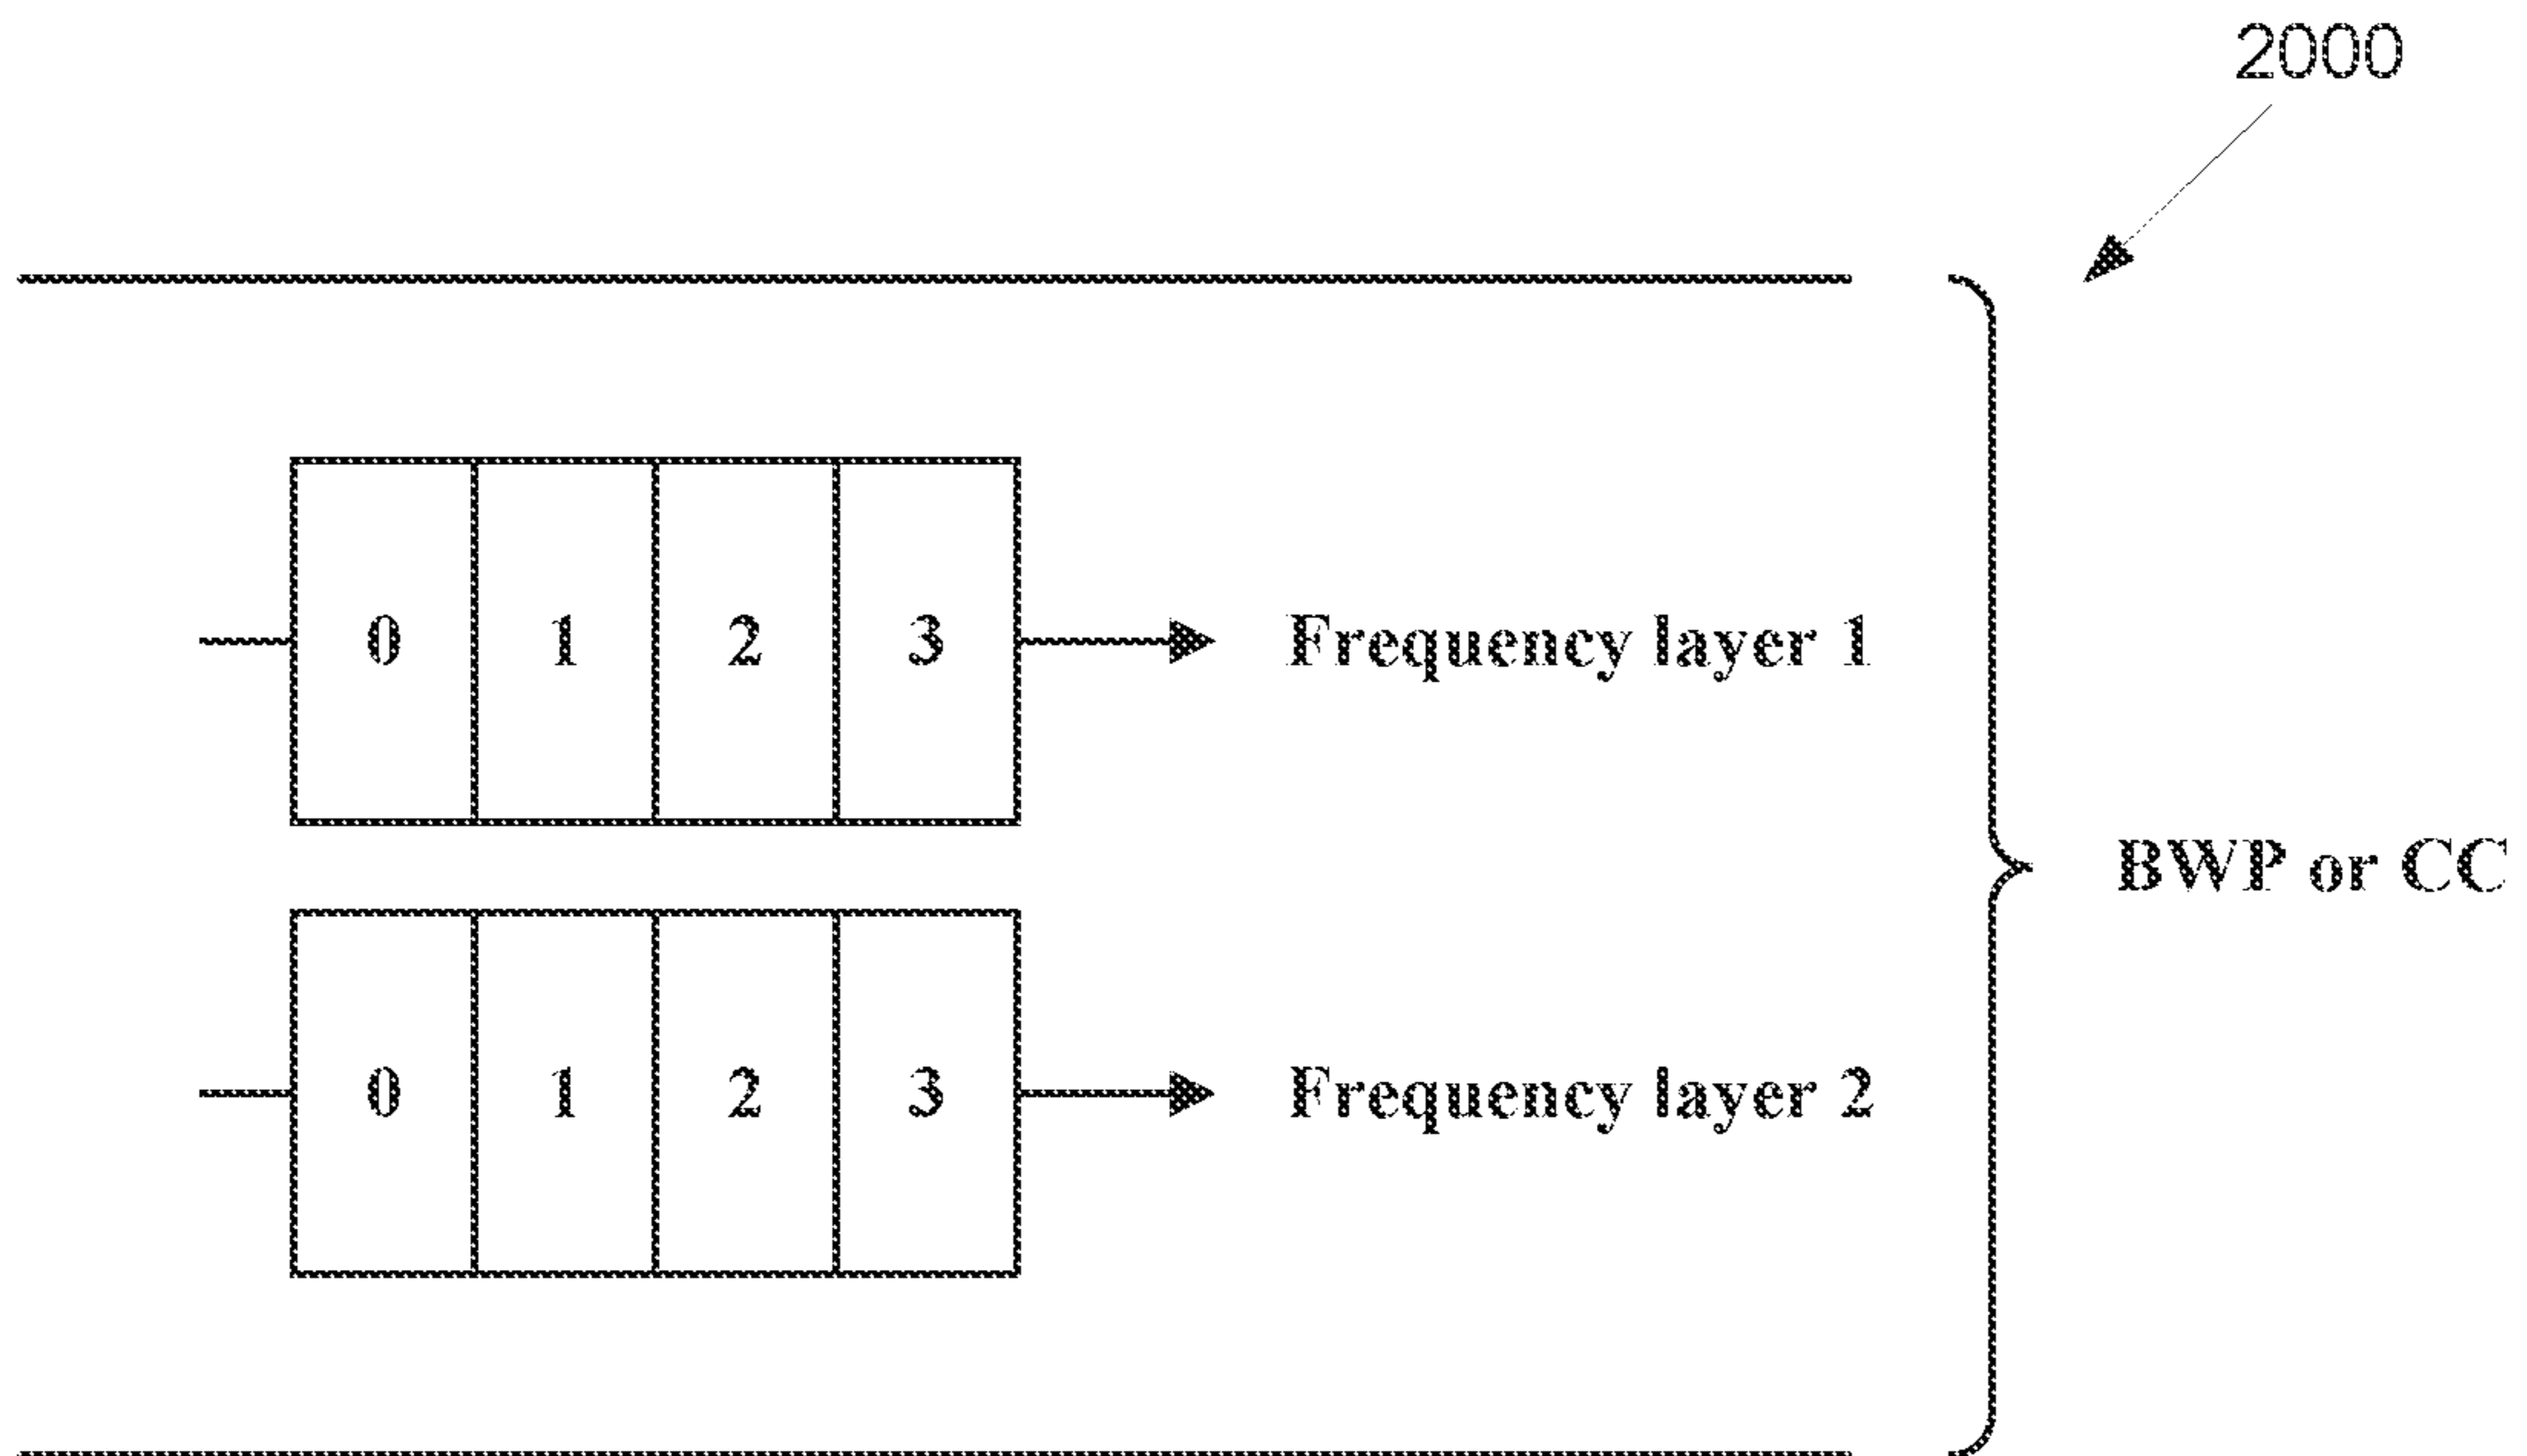 2000
0 1 2 3 Frequency layer 1
BWP or CC
0 1 2 3 Frequency layer 2